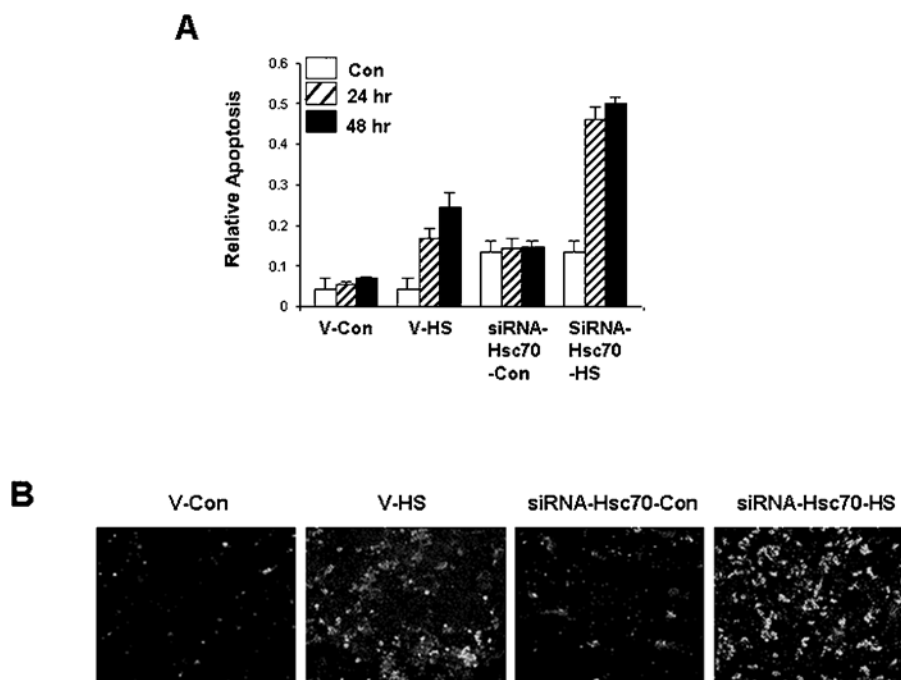 A
Relative Apoptosis
0.6
0.5
0.4
0.3
0.2
0.1
0
Con
24 hr
48 hr
V-Con
V-HS
siRNA-
Hsc70
-Con
SiRNA-
Hsc70
-HS
B
V-Con
V-HS
siRNA-Hsc70-Con
siRNA-Hsc70-HS